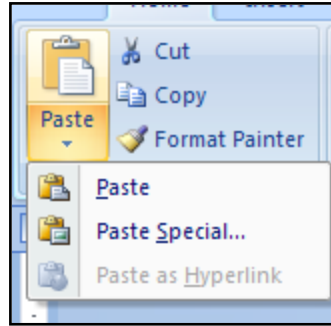 Cut
Copy
Paste
Format Painter
Paste
Paste Special...
Paste as Hyperlink